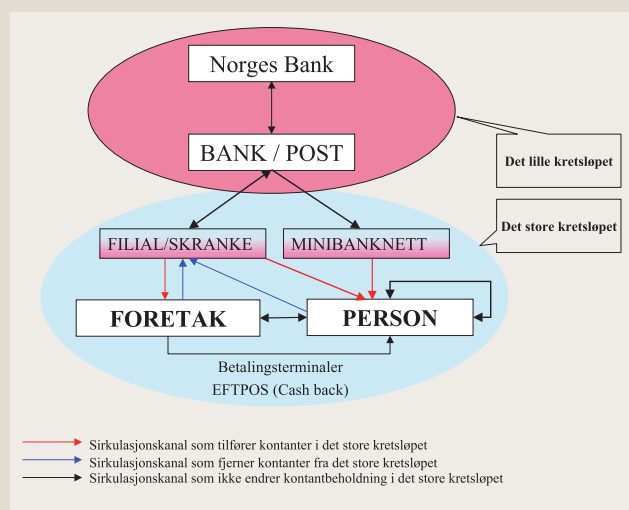 Norges Bank
BANK / POST
Det lille kretsløpet
Det store kretsløpet
FILIAL/SKRANKE
MINIBANKNETT
FORETAK
PERSON
Betalingsterminaler
EFTPOS (Cash back)
Sirkulasjonskanal som tilfører kontanter i det store kretsløpet
Sirkulasjonskanal som fjerner kontanter fra det store kretsløpet
Sirkulasjonskanal som ikke endrer kontantbeholdning i det store kretsløpet